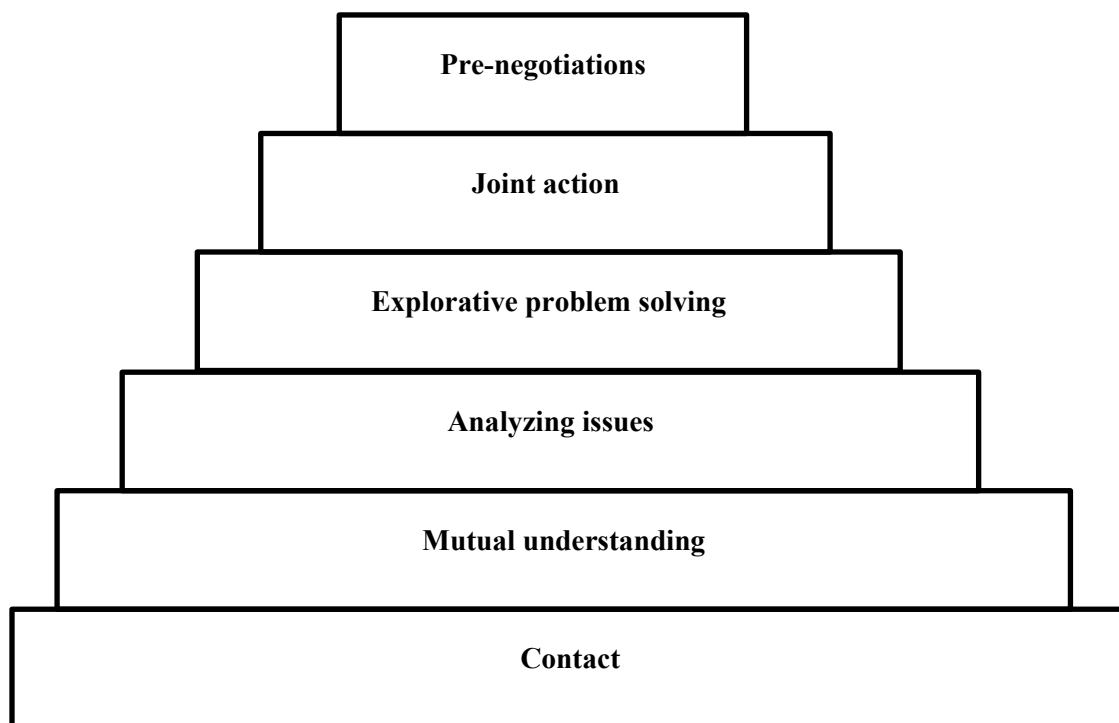 Pre-negotiations
Joint action
Explorative problem solving
Analyzing issues
Mutual understanding
Contact